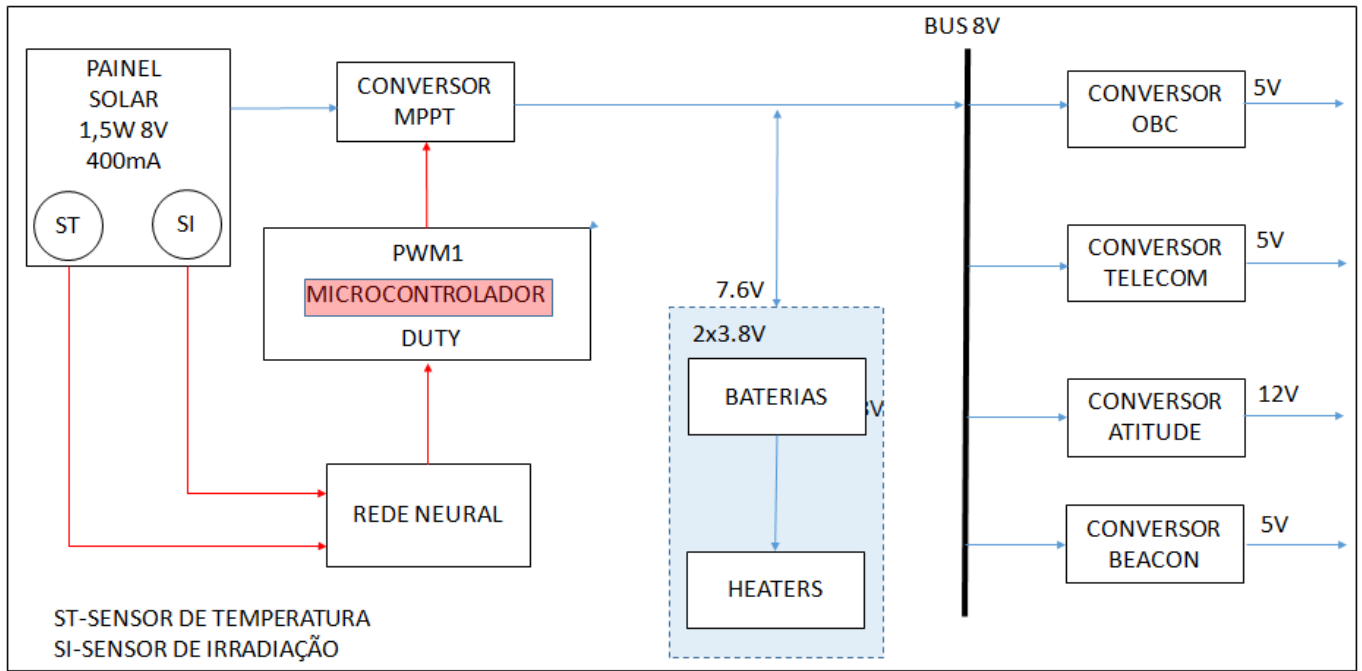 BUS 8V
PAINEL
SOLAR
1,5W 8V
400mA
ST
SI
CONVERSOR
MPPT
PWM1
MICROCONTROLADOR
DUTY
REDE NEURAL
7.6V
2x3.8V
BATERIAS
HEATERS
CONVERSOR
OBC
5V
CONVERSOR
TELECOM
5V
CONVERSOR
ATITUDE
12V
CONVERSOR
BEACON
5V
ST-SENSOR DE TEMPERATURA
SI-SENSOR DE IRRADIAÇÃO